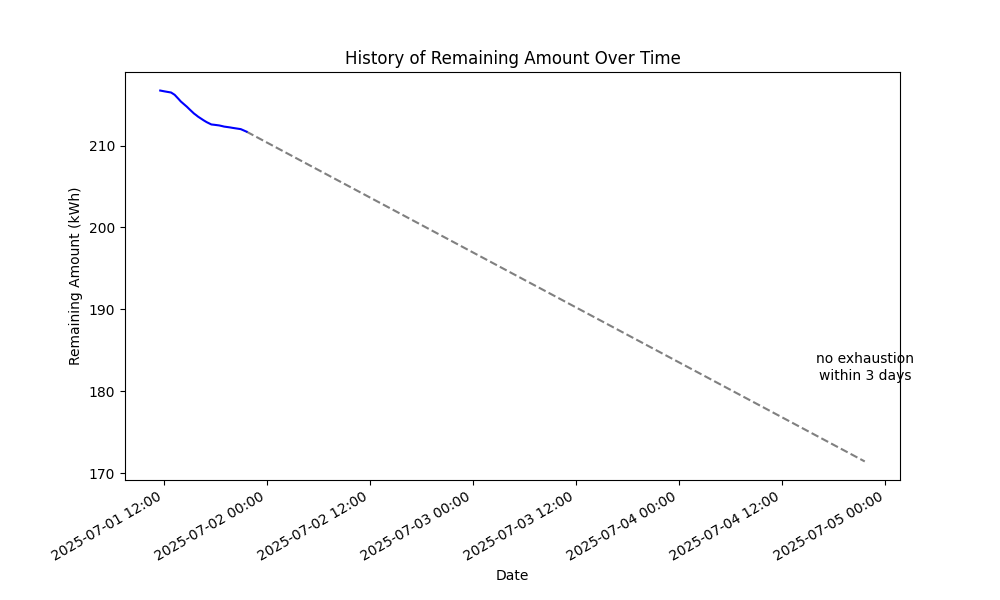 History of Remaining Amount Over Time
Remaining Amount (kWh)
210
200
190
180
170
no exhaustion
within 3 days
2025-07-01 12:00
2025-07-02 00:00
2025-07-02 12:00
2025-07-03 00:00
2025-07-03 12:00
2025-07-04 00:00
2025-07-04 12:00
2025-07-05 00:00
Date